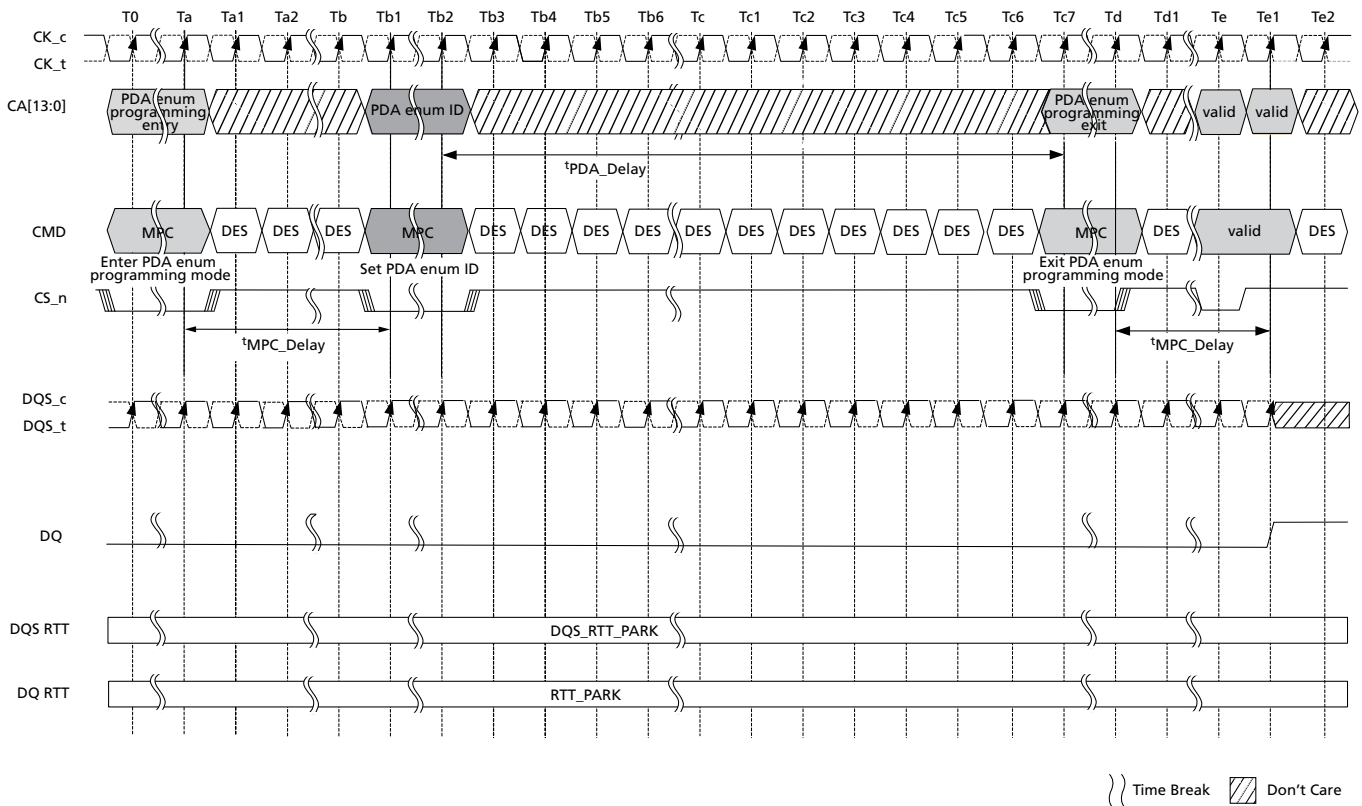 T0 Ta Ta1 Ta2 Tb Tb1 Tb2 Tb3 Tb4 Tb5 Tb6 Tc Tc1 Tc2 Tc3 Tc4 Tc5 Tc6 Tc7 Td Td1 Te Te1 Te2
CK_c
CK_t
CA[13:0]
PDA enum
programming
entry
PDA enum ID
PDA enum
programming
exit
valid
valid
tPDA_Delay
CMD
MPC
DES
DES
DES
MPC
DES
DES
DES
DES
DES
DES
DES
DES
DES
DES
DES
MPC
DES
valid
DES
Enter PDA enum
programming mode
Set PDA enum ID
Exit PDA enum
programming mode
CS_n
tMPC_Delay
tMPC_Delay
DQS_c
DQS_t
DQ
DQS RTT
DQS_RTT_PARK
DQ RTT
RTT_PARK
Time Break
Don't Care